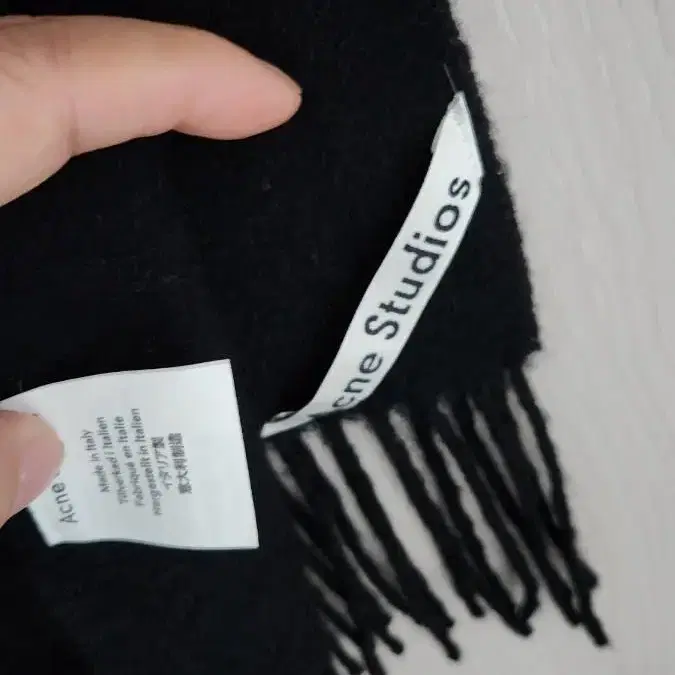 Acne Studios
Acne
Made in Italy
Tillverkad i Italien
Fabriqué en Italie
Hergestellt in Italien
イタリア製
意大利制造